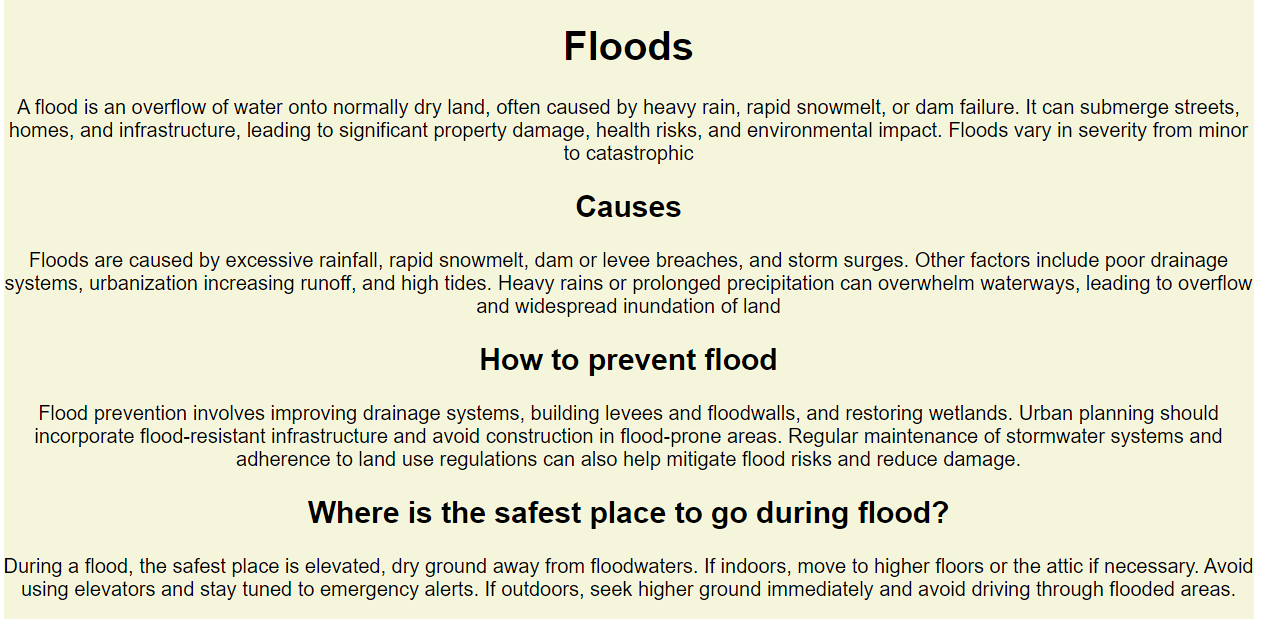 Floods
A flood is an overflow of water onto normally dry land, often caused by heavy rain, rapid snowmelt, or dam failure. It can submerge streets,
homes, and infrastructure, leading to significant property damage, health risks, and environmental impact. Floods vary in severity from minor
to catastrophic
Causes
Floods are caused by excessive rainfall, rapid snowmelt, dam or levee breaches, and storm surges. Other factors include poor drainage
systems, urbanization increasing runoff, and high tides. Heavy rains or prolonged precipitation can overwhelm waterways, leading to overflow
and widespread inundation of land
How to prevent flood
Flood prevention involves improving drainage systems, building levees and floodwalls, and restoring wetlands. Urban planning should
incorporate flood-resistant infrastructure and avoid construction in flood-prone areas. Regular maintenance of stormwater systems and
adherence to land use regulations can also help mitigate flood risks and reduce damage.
Where is the safest place to go during flood?
During a flood, the safest place is elevated, dry ground away from floodwaters. If indoors, move to higher floors or the attic if necessary. Avoid
using elevators and stay tuned to emergency alerts. If outdoors, seek higher ground immediately and avoid driving through flooded areas.